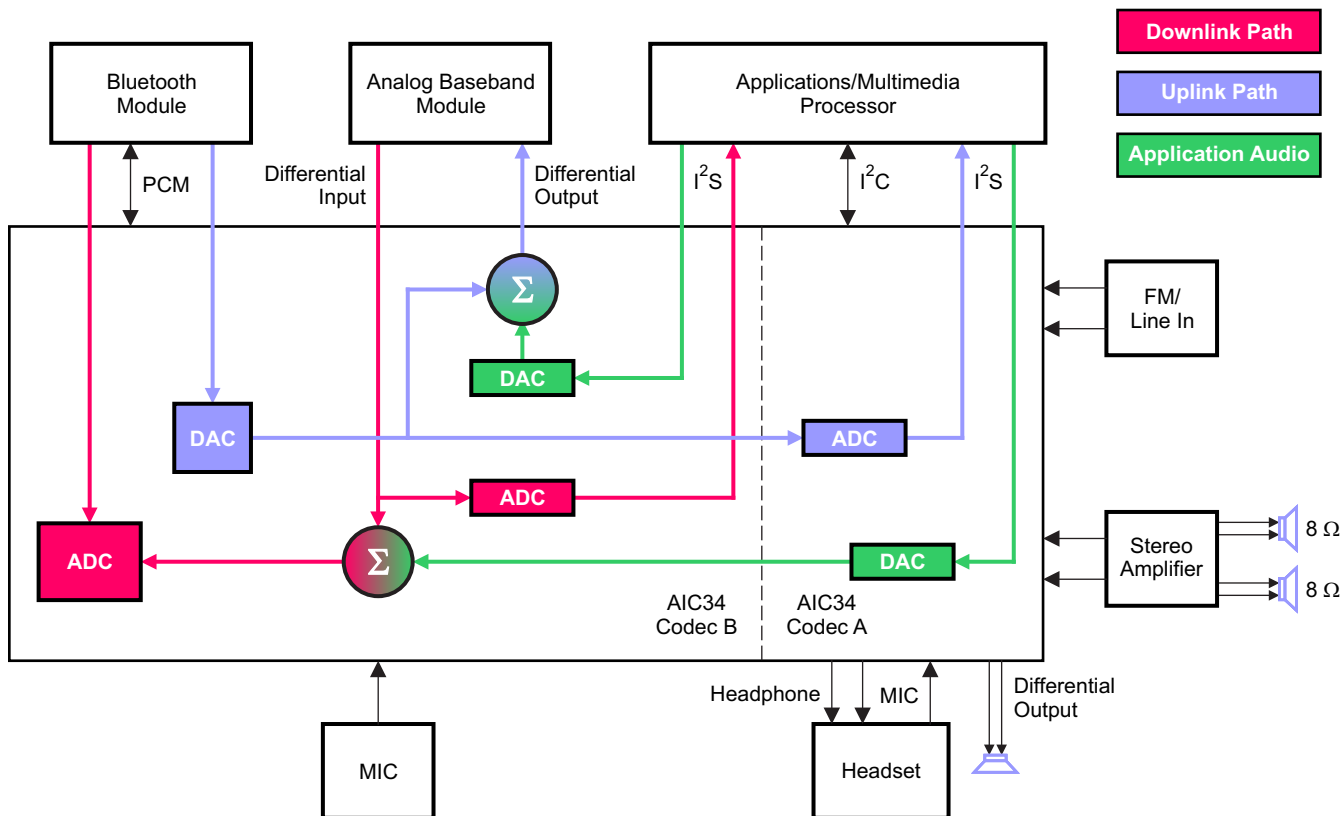 Downlink Path
Uplink Path
Application Audio
Bluetooth
Module
Analog Baseband
Module
Applications/Multimedia
Processor
PCM
Differential
Input
Differential
Output
I²S
I²C
I²S
Σ
FM/
Line In
DAC
DAC
ADC
ADC
ADC
Σ
DAC
Stereo
Amplifier
8 Ω
8 Ω
AIC34
Codec B
AIC34
Codec A
Headphone
MIC
Differential
Output
MIC
Headset